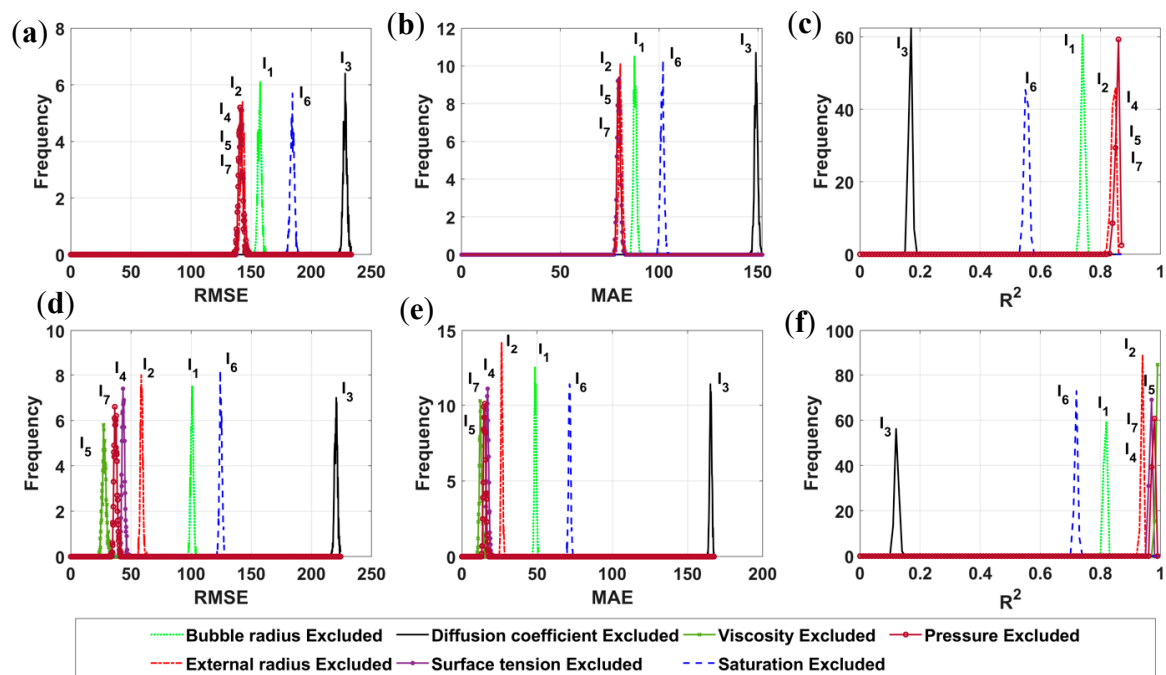 (a)
8
6
4
2
0
Frequency
I2
I4
I5
I7
I1
I6
I3
0 50 100 150 200 250
RMSE
(b)
12
10
8
6
4
2
0
Frequency
I2
I5
I7
I1
I6
I3
0 50 100 150
MAE
(c)
60
40
20
0
Frequency
I3
I6
I1
I2
I4
I5
I7
0 0.2 0.4 0.6 0.8 1
R2
(d)
10
8
6
4
2
0
Frequency
I5
I7
I4
I2
I1
I6
I3
0 50 100 150 200 250
RMSE
(e)
15
10
5
0
Frequency
I7
I5
I4
I2
I1
I6
I3
0 50 100 150 200
MAE
(f)
100
80
60
40
20
0
Frequency
I3
I6
I1
I2
I5
I7
I4
0 0.2 0.4 0.6 0.8 1
R2
Bubble radius Excluded Diffusion coefficient Excluded Viscosity Excluded Pressure Excluded
External radius Excluded Surface tension Excluded Saturation Excluded